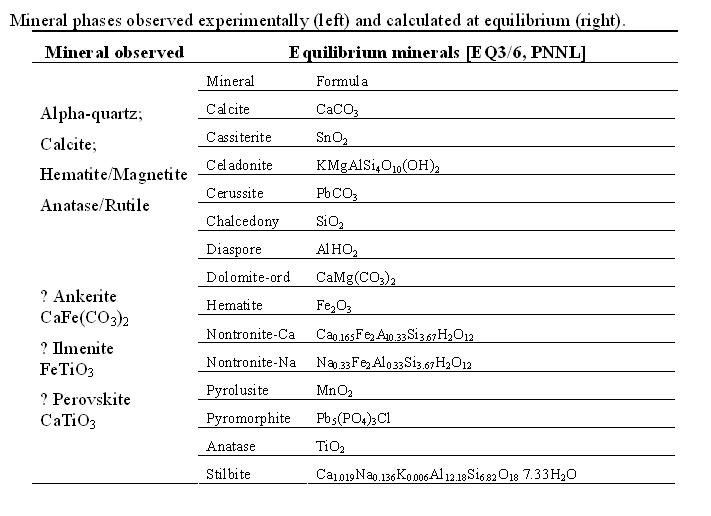 Mineral phases observed experimentally (left) and calculated at equilibrium (right).
Mineral observed Equilibrium minerals [EQ3/6, PNNL]
Mineral Formula
Alpha-quartz;
Calcite;
Hematite/Magnetite
Anatase/Rutile
? Ankerite
CaFe(CO₃)₂
? Ilmenite
FeTiO₃
? Perovskite
CaTiO₃
Calcite CaCO₃
Cassiterite SnO₂
Celadonite KMgAlSi₄O₁₀(OH)₂
Cerussite PbCO₃
Chalcedony SiO₂
Diaspore AlHO₂
Dolomite-ord CaMg(CO₃)₂
Hematite Fe₂O₃
Nontronite-Ca Ca₀.₁₆₅Fe₂A₁₀.₃₃Si₃.₆₇H₂O₁₂
Nontronite-Na Na₀.₃₃Fe₂Al₀.₃₃Si₃.₆₇H₂O₁₂
Pyrolusite MnO₂
Pyromorphite Pb₅(PO₄)₃Cl
Anatase TiO₂
Stilbite Ca₁.₀₁₉Na₀.₁₃₆K₀.₀₀₆Al₁₂.₁₈Si₆.₈₂O₁₈ 7.33H₂O